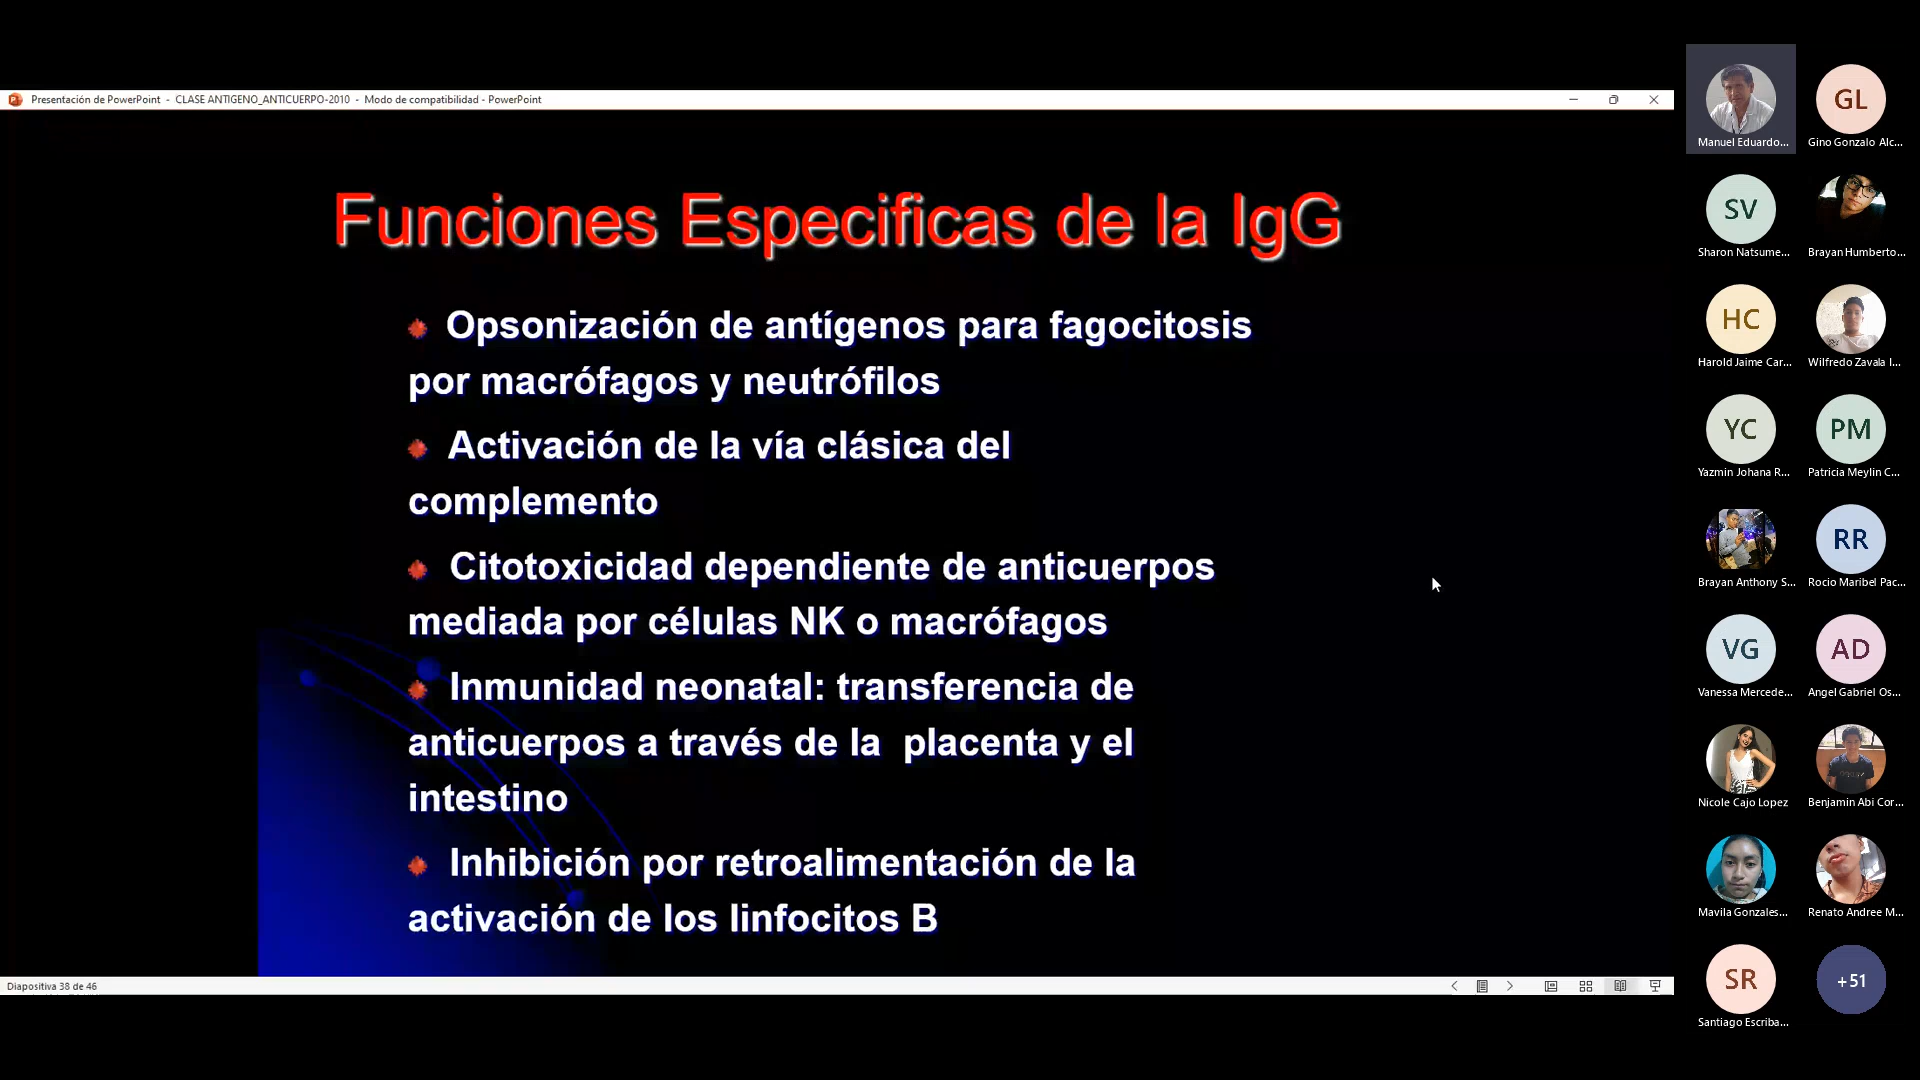 Presentación de PowerPoint - CLASE ANTIGENO_ANTICUERPO-2010 - Modo de compatibilidad - PowerPoint
Funciones Especificas de la IgG
Opsonización de antígenos para fagocitosis
por macrófagos y neutrófilos
Activación de la vía clásica del
complemento
Citotoxicidad dependiente de anticuerpos
mediada por células NK o macrófagos
Inmunidad neonatal: transferencia de
anticuerpos a través de la placenta y el
intestino
Inhibición por retroalimentación de la
activación de los linfocitos B
Diapositiva 38 de 46
Manuel Eduardo...
GL
Gino Gonzalo Alc...
SV
Sharon Natsume...
Brayan Humberto...
HC
Harold Jaime Car...
Wilfredo Zavala I...
YC
Yazmin Johana R...
PM
Patricia Meylin C...
Brayan Anthony S...
RR
Rocio Maribel Pac...
VG
Vanessa Mercede...
AD
Angel Gabriel Os...
Nicole Cajo Lopez
Benjamin Abi Cor...
Mavila Gonzales...
Renato Andree M...
SR
Santiago Escriba...
+51